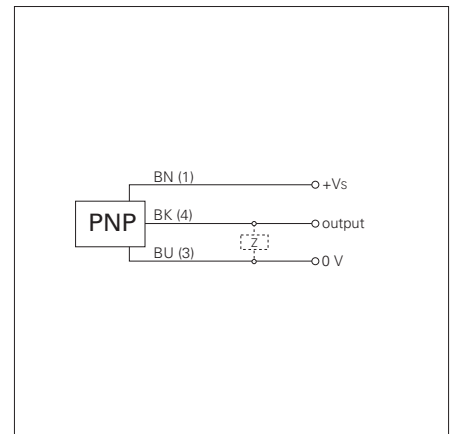 BN (1)
+Vs
PNP
BK (4)
output
Z
BU (3)
0 V